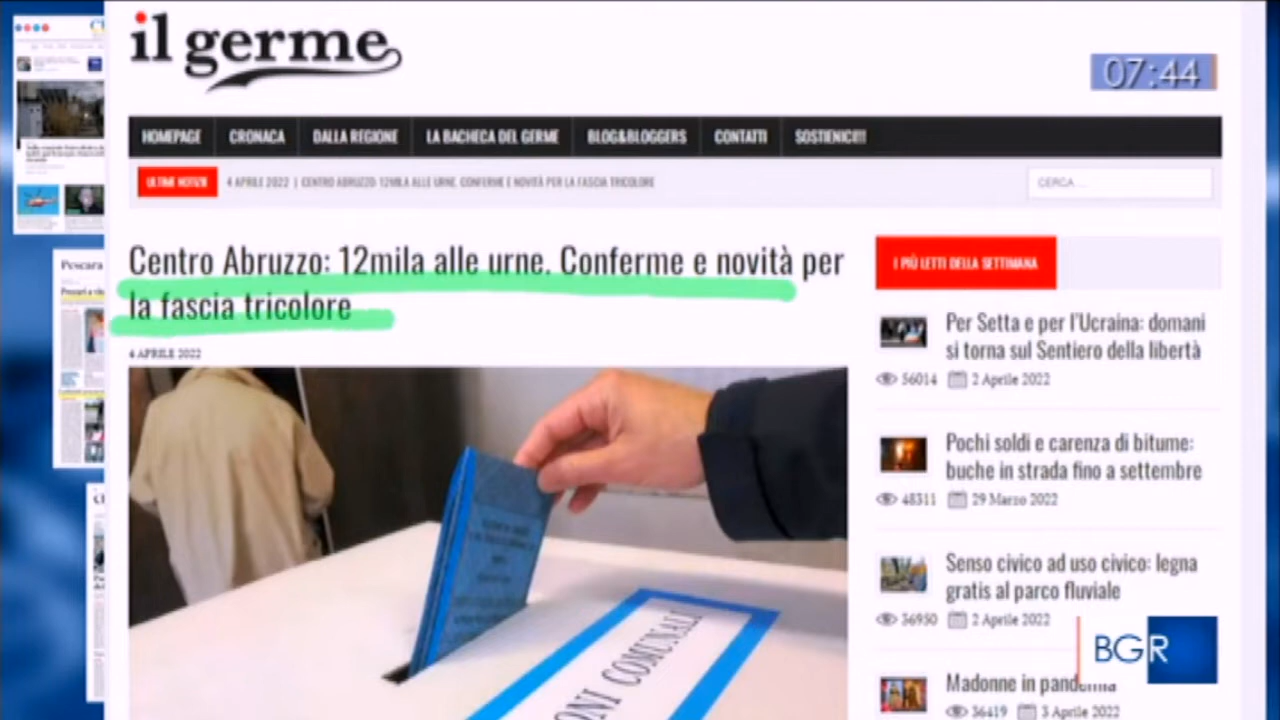 il germe
07:44
HOMEPAGE
CRONACA
DALLA REGIONE
LA BACHECA DEL GERME
BLOG&BLOGGERS
CONTATTI
SOSTIENICI!!!
ULTIME NOTIZIE
4 APRILE 2022 | CENTRO ABRUZZO: 12MILA ALLE URNE. CONFERME E NOVITÀ PER LA FASCIA TRICOLORE
CERCA ...
Centro Abruzzo: 12mila alle urne. Conferme e novità per
la fascia tricolore
4 APRILE 2022
ONI COMUNALI
I PIÙ LETTI DELLA SETTIMANA
Per Setta e per l'Ucraina: domani
si torna sul Sentiero della libertà
56014 2 Aprile 2022
Pochi soldi e carenza di bitume:
buche in strada fino a settembre
48311 29 Marzo 2022
Senso civico ad uso civico: legna
gratis al parco fluviale
36950 2 Aprile 2022
Madonne in pandemia
36419 3 Aprile 2022
BGR
Pescara